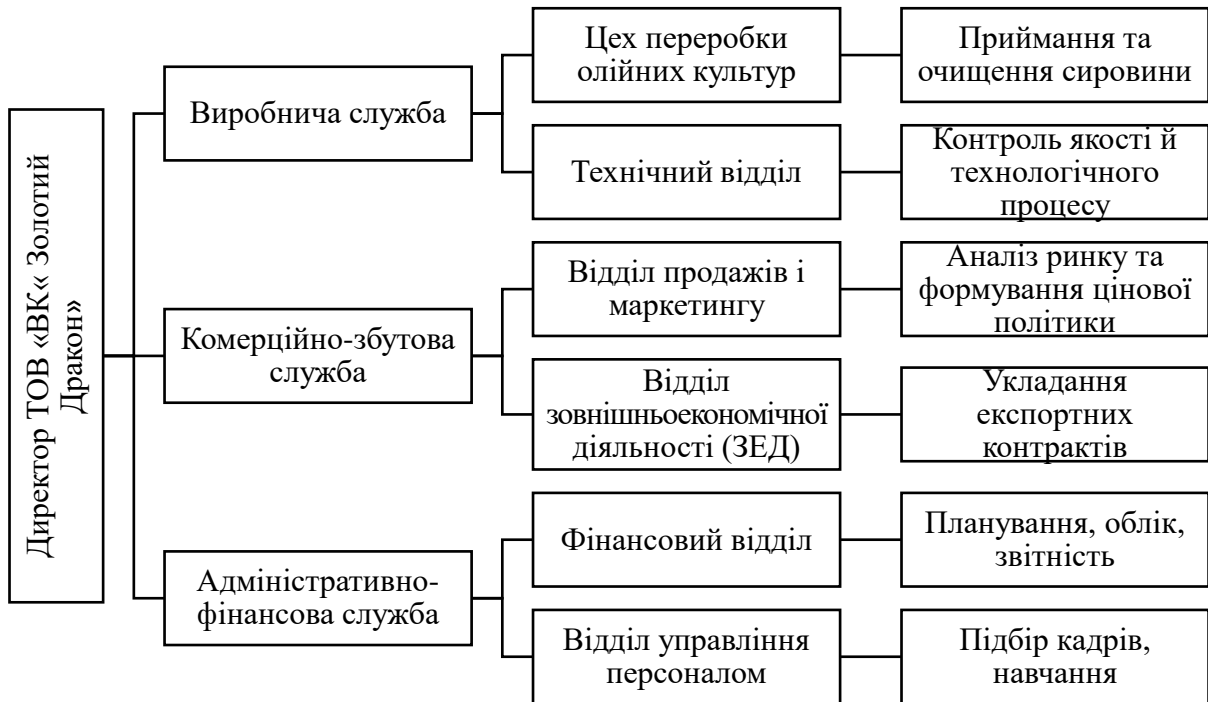 Директор ТОВ «ВК« Золотий
Дракон»
Виробнича служба
Цех переробки
олійних культур
Приймання та
очищення сировини
Технічний відділ
Контроль якості й
технологічного
процесу
Комерційно-збутова
служба
Відділ продажів і
маркетингу
Аналіз ринку та
формування цінової
політики
Відділ
зовнішньоекономічної
діяльності (ЗЕД)
Укладання
експортних
контрактів
Адміністративно-
фінансова служба
Фінансовий відділ
Планування, облік,
звітність
Відділ управління
персоналом
Підбір кадрів,
навчання